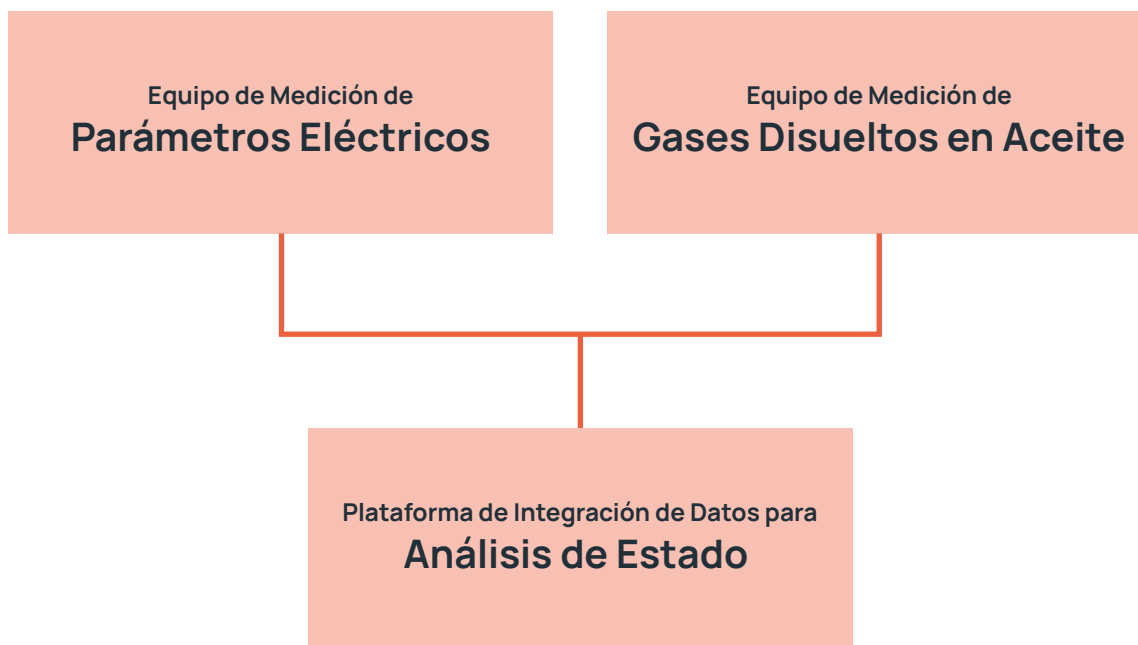 Equipo de Medición de
Parámetros Eléctricos
Equipo de Medición de
Gases Disueltos en Aceite
Plataforma de Integración de Datos para
Análisis de Estado